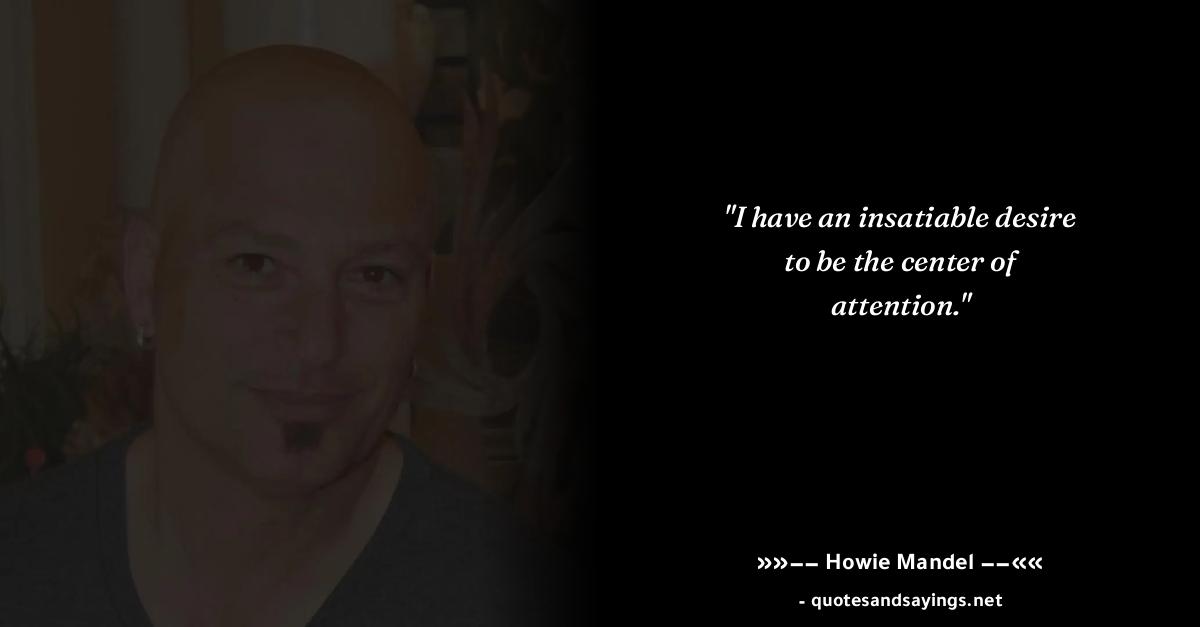 "I have an insatiable desire
to be the center of
attention."
»»−− Howie Mandel −−««
- quotesandsayings.net